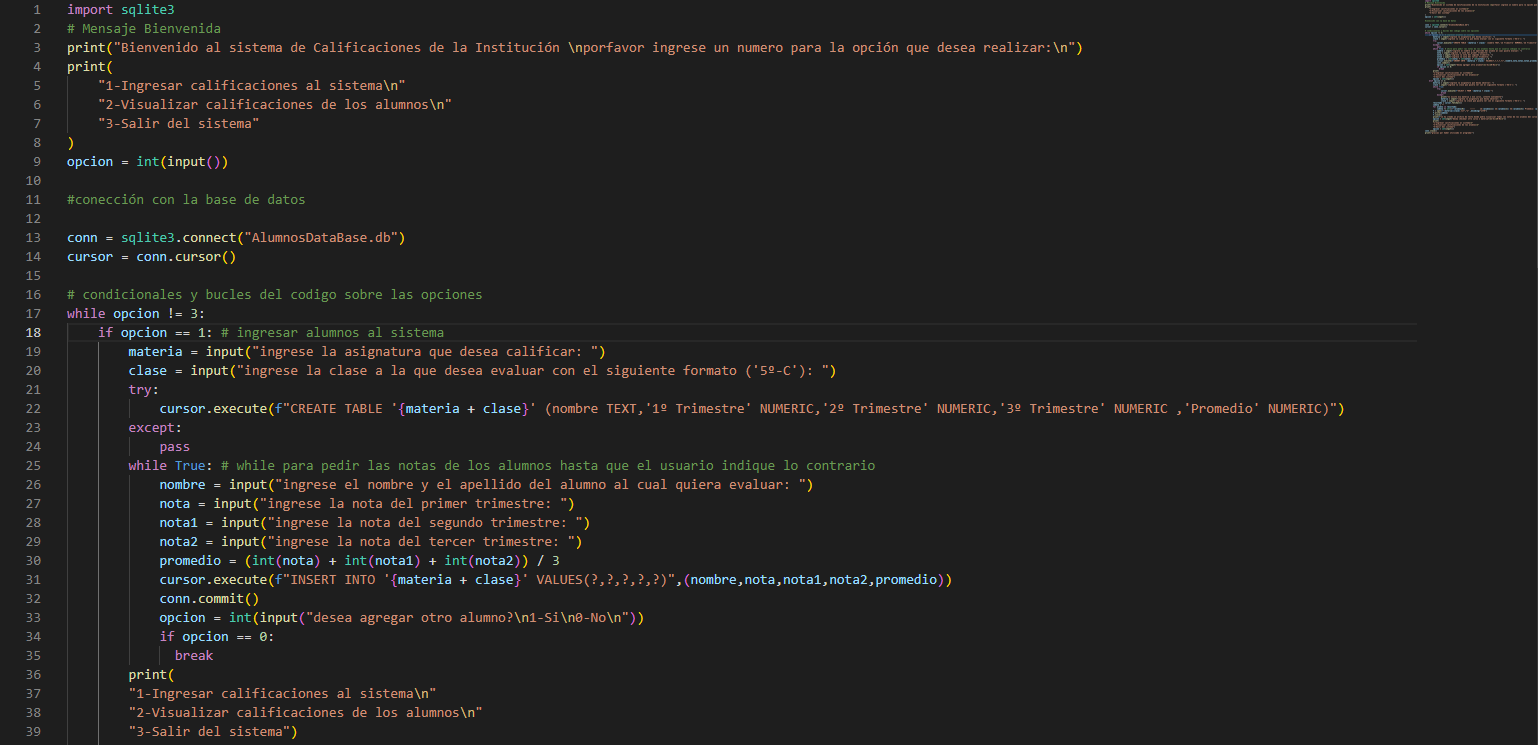 1 import sqlite3
2 # Mensaje Bienvenida
3 print("Bienvenido al sistema de Calificaciones de la Institución \nporfavor ingrese un numero para la opción que desea realizar:\n")
4 print(
5     "1-Ingresar calificaciones al sistema\n"
6     "2-Visualizar calificaciones de los alumnos\n"
7     "3-Salir del sistema"
8 )
9 opcion = int(input())
10
11 #conección con la base de datos
12
13 conn = sqlite3.connect("AlumnosDataBase.db")
14 cursor = conn.cursor()
15
16 # condicionales y bucles del codigo sobre las opciones
17 while opcion != 3:
18     if opcion == 1: # ingresar alumnos al sistema
19         materia = input("ingrese la asignatura que desea calificar: ")
20         clase = input("ingrese la clase a la que desea evaluar con el siguiente formato ('5º-C'): ")
21         try:
22             cursor.execute(f"CREATE TABLE '{materia + clase}' (nombre TEXT,'1º Trimestre' NUMERIC,'2º Trimestre' NUMERIC,'3º Trimestre' NUMERIC ,'Promedio' NUMERIC)")
23         except:
24             pass
25         while True: # while para pedir las notas de los alumnos hasta que el usuario indique lo contrario
26             nombre = input("ingrese el nombre y el apellido del alumno al cual quiera evaluar: ")
27             nota = input("ingrese la nota del primer trimestre: ")
28             nota1 = input("ingrese la nota del segundo trimestre: ")
29             nota2 = input("ingrese la nota del tercer trimestre: ")
30             promedio = (int(nota) + int(nota1) + int(nota2)) / 3
31             cursor.execute(f"INSERT INTO '{materia + clase}' VALUES(?,?,?,?,?)",(nombre,nota,nota1,nota2,promedio))
32             conn.commit()
33             opcion = int(input("desea agregar otro alumno?\n1-Si\n0-No\n"))
34             if opcion == 0:
35               break
36         print(
37         "1-Ingresar calificaciones al sistema\n"
38         "2-Visualizar calificaciones de los alumnos\n"
39         "3-Salir del sistema")